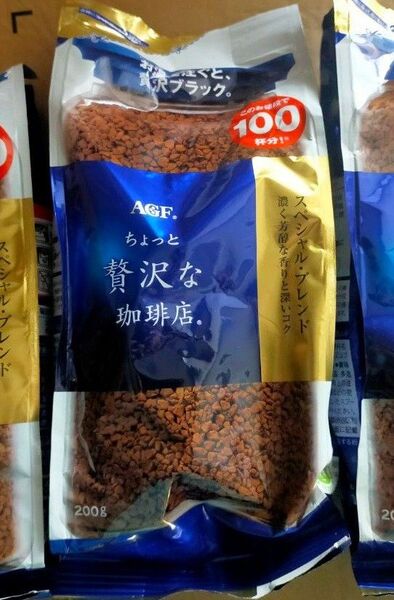 お湯を注ぐと、
贅沢ブラック。
このお値段で
100
杯分!※
AGF®
ちょっと
贅沢な
珈琲店®
スペシャル・ブレンド
濃く芳醇な香りと深いコク
200g
スペシャル・ブレンド